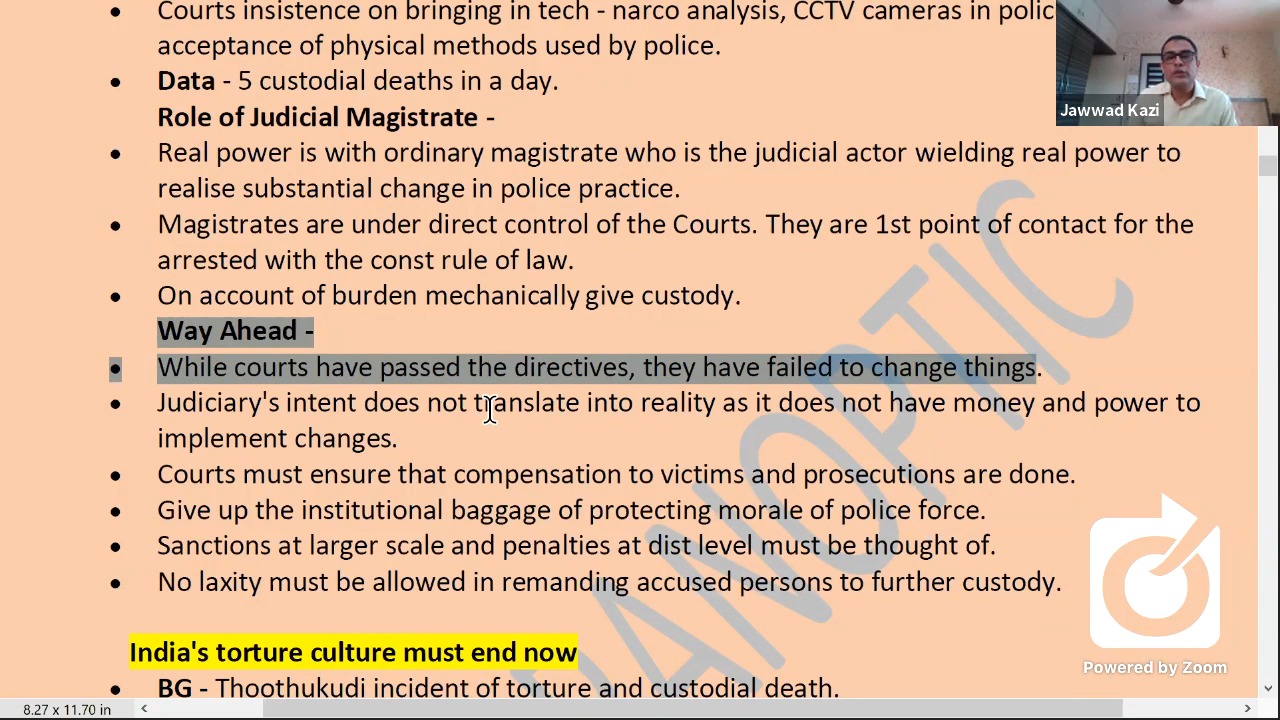 Courts insistence on bringing in tech - narco analysis, CCTV cameras in polic
acceptance of physical methods used by police.
Jawwad Kazi
• Data - 5 custodial deaths in a day.
Role of Judicial Magistrate -
• Real power is with ordinary magistrate who is the judicial actor wielding real power to
realise substantial change in police practice.
• Magistrates are under direct control of the Courts. They are 1st point of contact for the
arrested with the const rule of law.
• On account of burden mechanically give custody.
Way Ahead -
• While courts have passed the directives, they have failed to change things.
• Judiciary's intent does not translate into reality as it does not have money and power to
implement changes.
• Courts must ensure that compensation to victims and prosecutions are done.
• Give up the institutional baggage of protecting morale of police force.
• Sanctions at larger scale and penalties at dist level must be thought of.
• No laxity must be allowed in remanding accused persons to further custody.
India's torture culture must end now
• BG - Thoothukudi incident of torture and custodial death.
PANOPTIC
Powered by Zoom
8.27 x 11.70 in